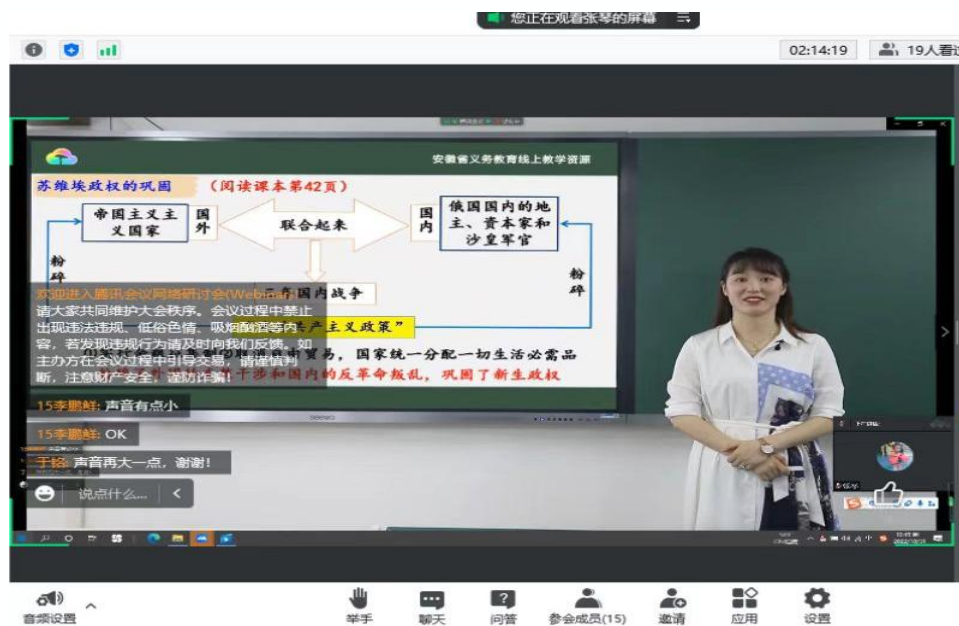 您正在观看张琴的屏幕
02:14:19
19人看过
安徽省义务教育线上教学资源
苏维埃政权的巩固 (阅读课本第42页)
帝国主义主
义国家
国
外
联合起来
国
内
俄国国内的地
主、资本家和
沙皇军官
粉
碎
粉
碎
国内战争
产主义政策”
贸易，国家统一分配一切生活必需品
干涉和国内的反革命叛乱，巩固了新生政权
欢迎进入腾讯会议网络研讨会(Webinar)
请大家共同维护大会秩序。会议过程中禁止
出现违法违规、低俗色情、吸烟酗酒等内
容，若发现违规行为请及时向我们反馈。如
主办方在会议过程中引导交易，请谨慎判
断，注意财产安全，谨防诈骗！
15李鹏鲜: 声音有点小
15李鹏鲜: OK
于铭: 声音再大一点，谢谢！
说点什么...
seewo
音频设置
举手
聊天
问答
参会成员(15)
邀请
应用
设置